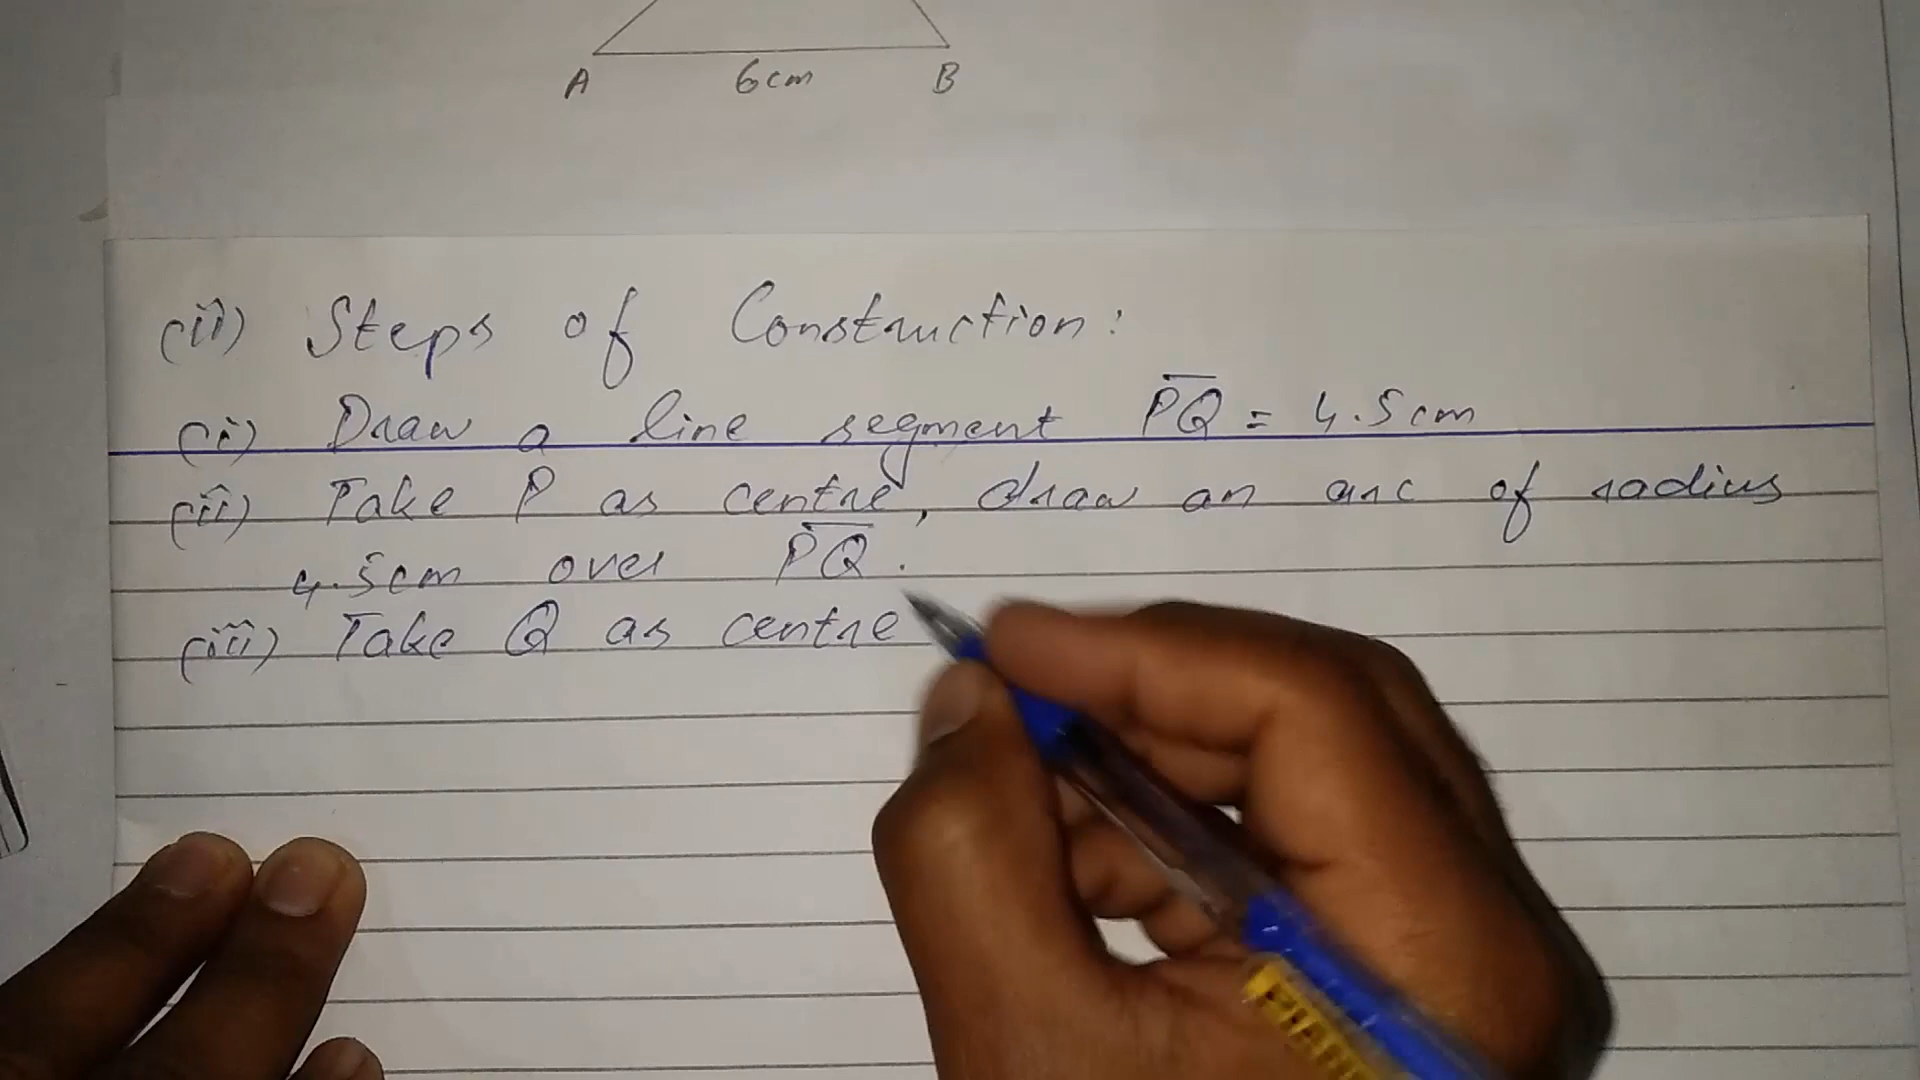 A 6cm B
(ii) Steps of Construction:
(i) Draw a line segment PQ = 4.5cm
(ii) Take P as centre, draw an arc of radius
4.5cm over PQ.
(iii) Take Q as centre